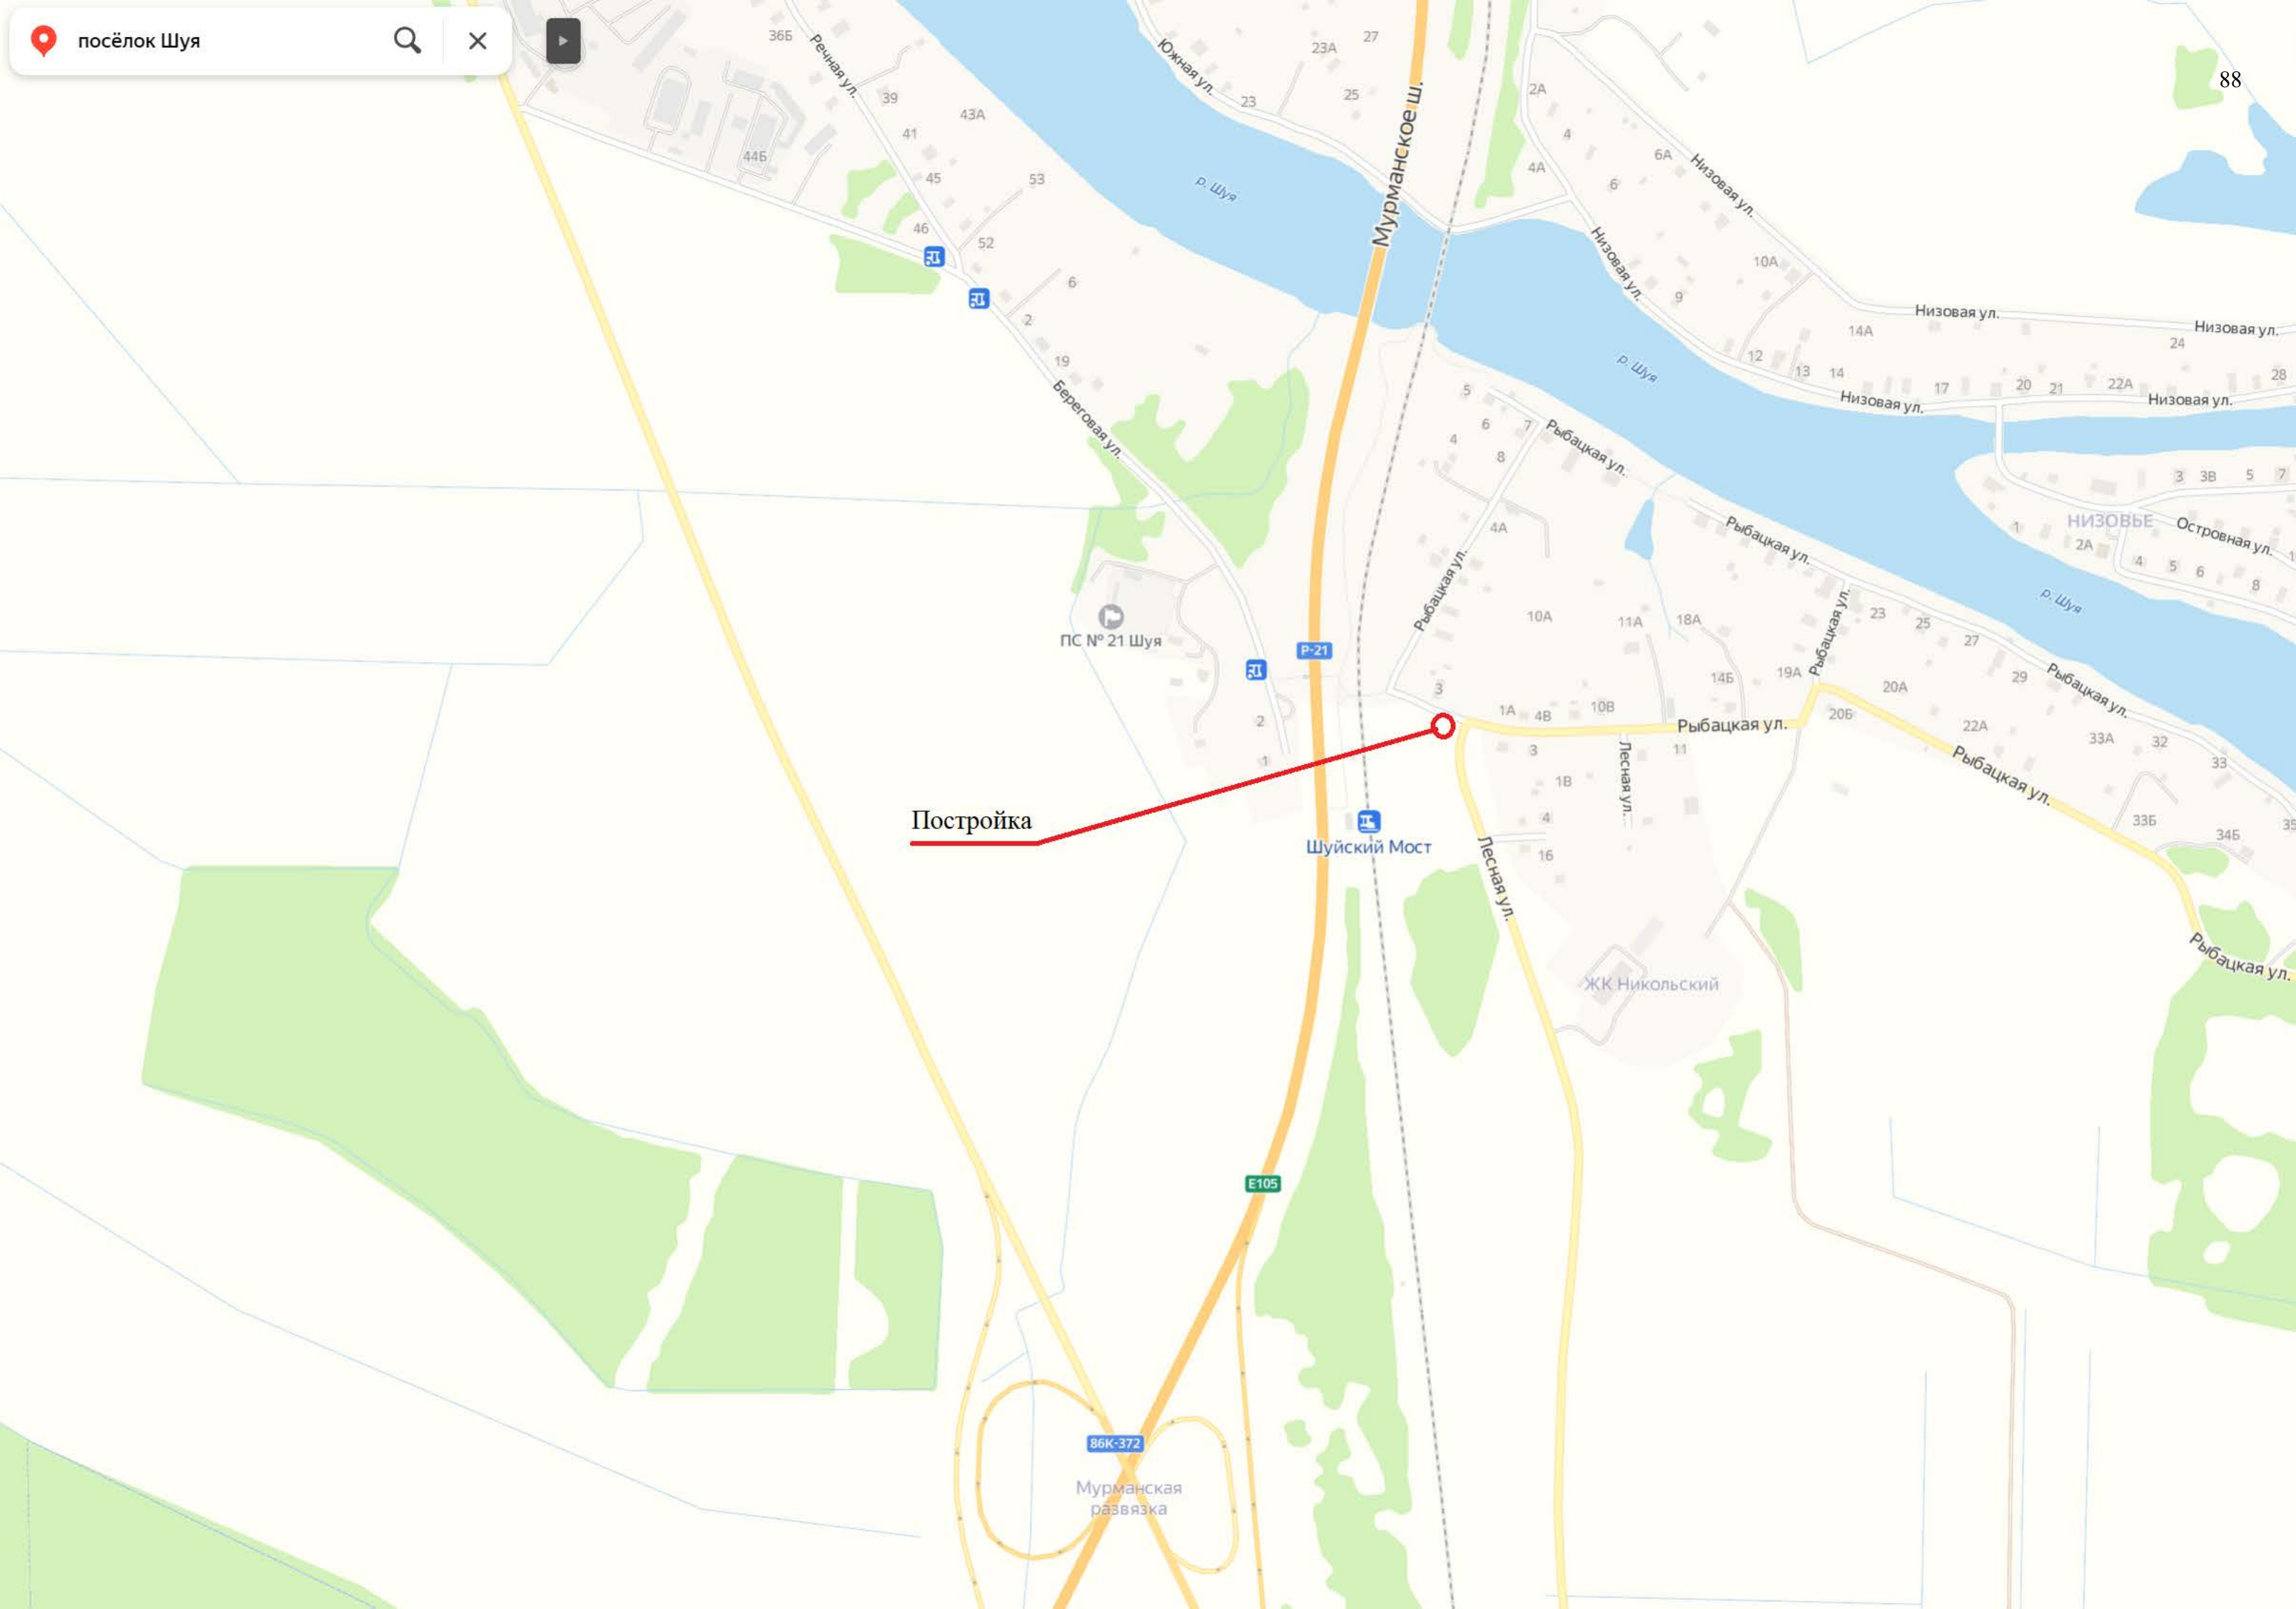 посёлок Шуя
88
36Б
Речная ул.
39
43А
41
44Б
45
53
46
52
6
2
19
Береговая ул.
Южная ул.
23А
27
25
23
Мурманское ш.
р. Шуя
2А
4
4А
6А
6
Низовая ул.
Низовая ул.
10А
9
Низовая ул.
Низовая ул.
14А
24
12
13
14
17
20
21
22А
28
Низовая ул.
Низовая ул.
р. Шуя
5
6
7
4
8
Рыбацкая ул.
4А
Рыбацкая ул.
Рыбацкая ул.
3
3В
5
7
НИЗОВЬЕ
1
2А
Островная ул.
4
5
6
8
р. Шуя
ПС № 21 Шуя
Р-21
10А
11А
18А
Рыбацкая ул.
23
25
27
29
Рыбацкая ул.
3
14Б
19А
20А
20Б
22А
33А
32
33
1А
4В
10В
Рыбацкая ул.
2
1
3
11
Лесная ул.
1В
4
16
Рыбацкая ул.
33Б
34Б
35
Постройка
Шуйский Мост
Лесная ул.
Рыбацкая ул.
ЖК Никольский
Е105
86К-372
Мурманская
развязка